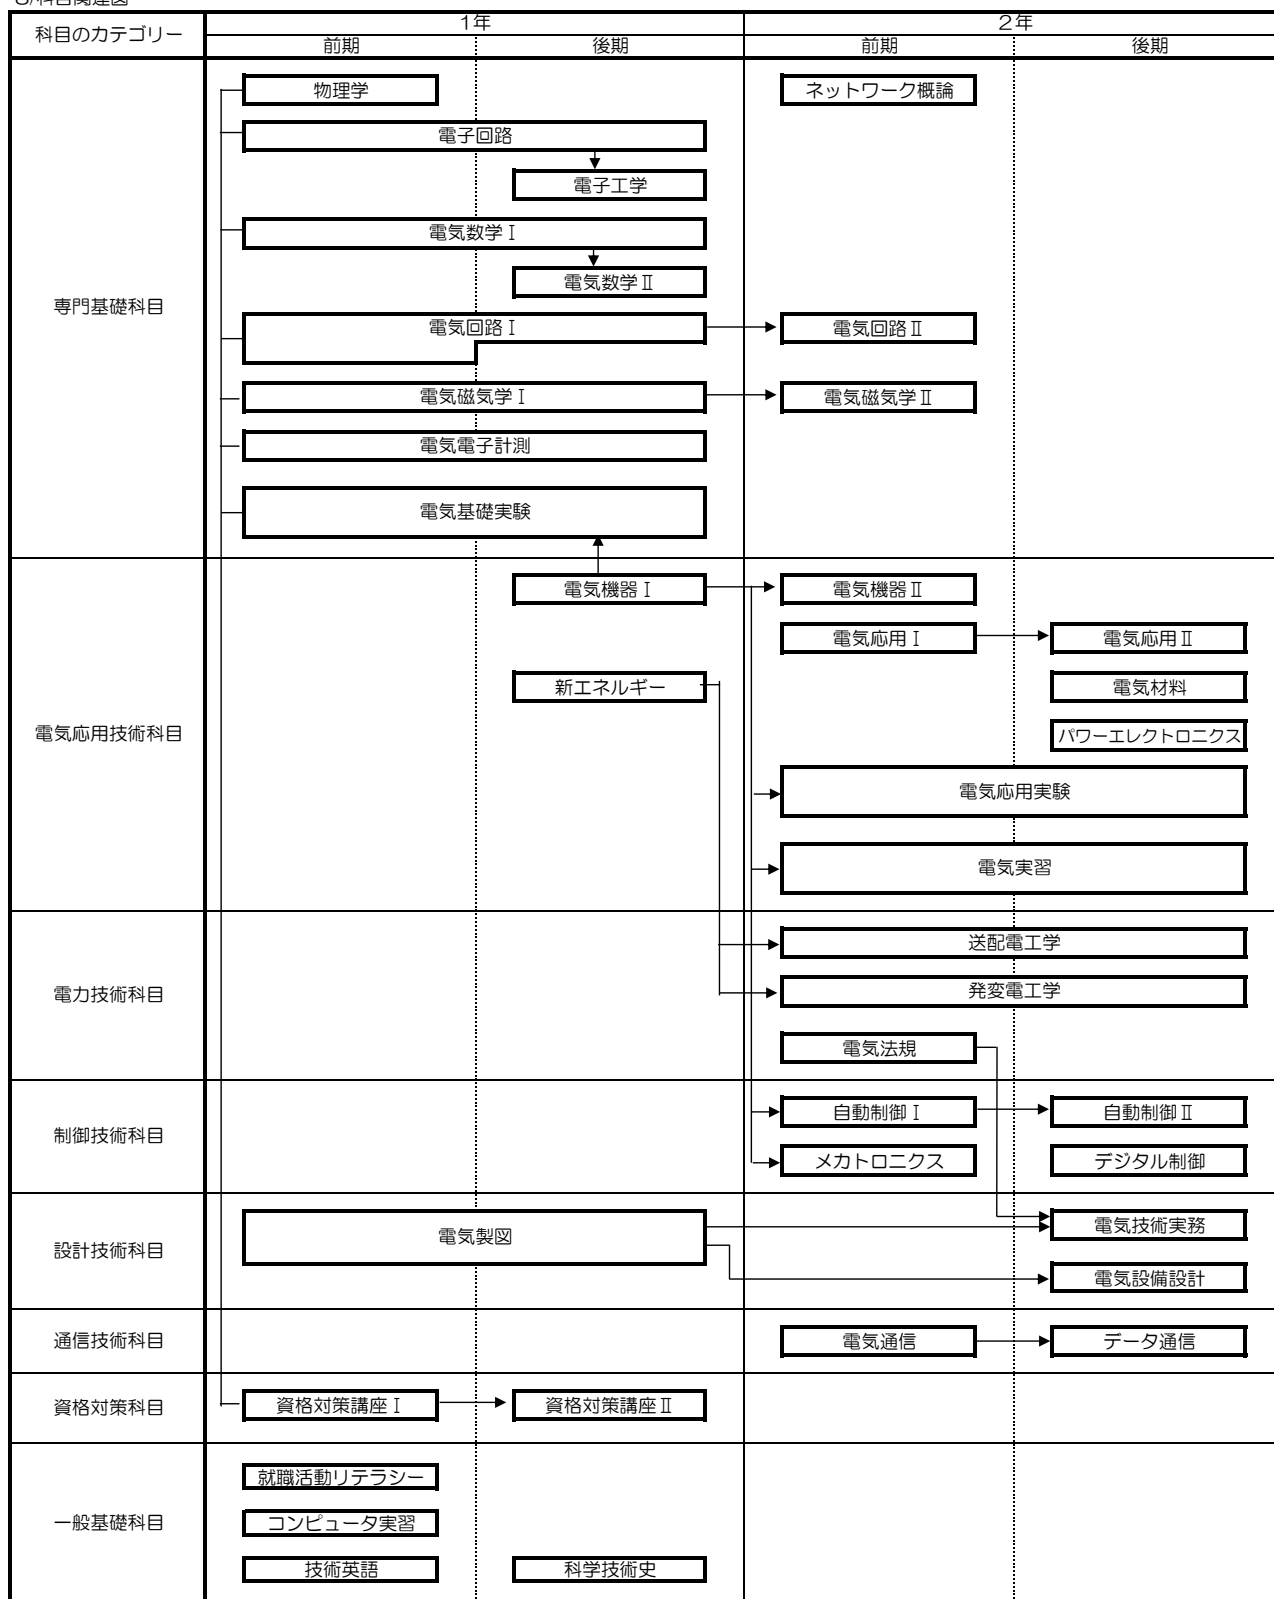 科目のカテゴリー
1年
2年
前期
後期
前期
後期
専門基礎科目
物理学
ネットワーク概論
電子回路
電子工学
電気数学Ⅰ
電気数学Ⅱ
電気回路Ⅰ
電気回路Ⅱ
電気磁気学Ⅰ
電気磁気学Ⅱ
電気電子計測
電気基礎実験
電気応用技術科目
電気機器Ⅰ
電気機器Ⅱ
電気応用Ⅰ
電気応用Ⅱ
新エネルギー
電気材料
パワーエレクトロニクス
電気応用実験
電気実習
電力技術科目
送配電工学
発変電工学
電気法規
制御技術科目
自動制御Ⅰ
自動制御Ⅱ
メカトロニクス
デジタル制御
設計技術科目
電気製図
電気技術実務
電気設備設計
通信技術科目
電気通信
データ通信
資格対策科目
資格対策講座Ⅰ
資格対策講座Ⅱ
一般基礎科目
就職活動リテラシー
コンピュータ実習
技術英語
科学技術史